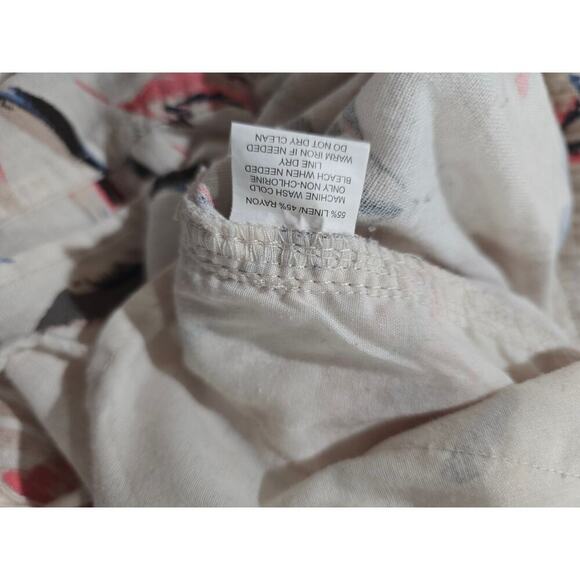 55% LINEN/ 45% RAYON
MACHINE WASH COLD
ONLY NON-CHLORINE
BLEACH WHEN NEEDED
LINE DRY
WARM IRON IF NEEDED
DO NOT DRY CLEAN